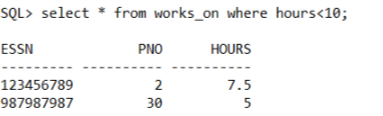 SQL> select * from works_on where hours<10;
ESSN PNO HOURS
--------- ---------- ----------
123456789 2 7.5
987987987 30 5